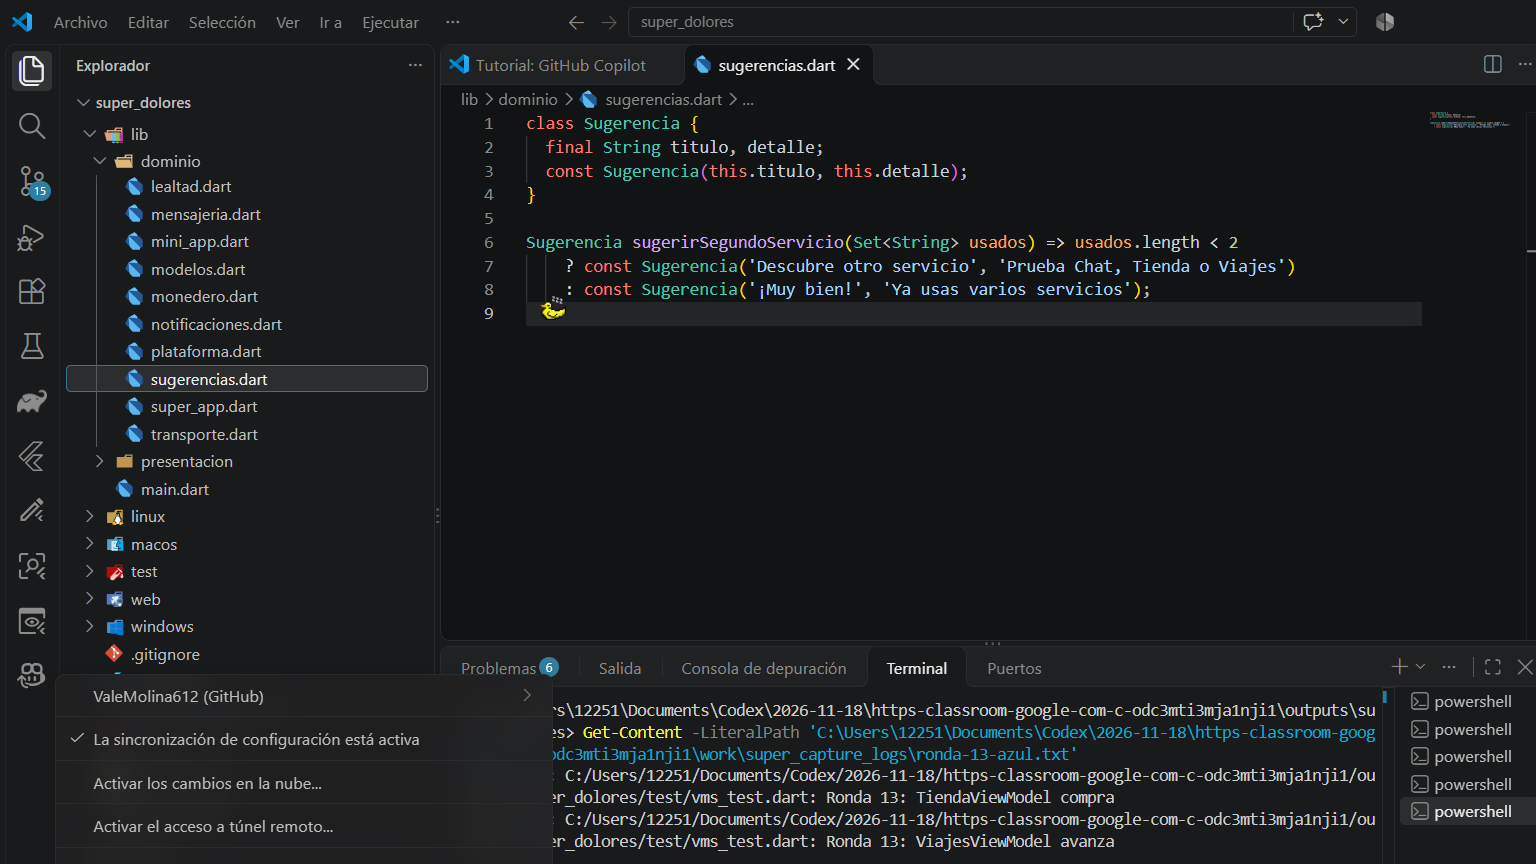 Archivo Editar Selección Ver Ir a Ejecutar ··· super_dolores
Explorador ···
super_dolores
lib
dominio
lealtad.dart
mensajeria.dart
mini_app.dart
modelos.dart
monedero.dart
notificaciones.dart
plataforma.dart
sugerencias.dart
super_app.dart
transporte.dart
presentacion
main.dart
linux
macos
test
web
windows
.gitignore
15
ValeMolina612 (GitHub)
La sincronización de configuración está activa
Activar los cambios en la nube...
Activar el acceso a túnel remoto...
Tutorial: GitHub Copilot sugerencias.dart
lib > dominio > sugerencias.dart > ...
1 class Sugerencia {
2 final String titulo, detalle;
3 const Sugerencia(this.titulo, this.detalle);
4 }
5
6 Sugerencia sugerirSegundoServicio(Set<String> usados) => usados.length < 2
7 ? const Sugerencia('Descubre otro servicio', 'Prueba Chat, Tienda o Viajes')
8 : const Sugerencia('¡Muy bien!', 'Ya usas varios servicios');
9
Problemas 6 Salida Consola de depuración Terminal Puertos
rs\12251\Documents\Codex\2026-11-18\https-classroom-google-com-c-odc3mti3mja1nji1\outputs\su
es> Get-Content -LiteralPath 'C:\Users\12251\Documents\Codex\2026-11-18\https-classroom-goog
odc3mti3mja1nji1\work\super_capture_logs\ronda-13-azul.txt'
: C:/Users/12251/Documents/Codex/2026-11-18/https-classroom-google-com-c-odc3mti3mja1nji1/ou
er_dolores/test/vms_test.dart: Ronda 13: TiendaViewModel compra
: C:/Users/12251/Documents/Codex/2026-11-18/https-classroom-google-com-c-odc3mti3mja1nji1/ou
er_dolores/test/vms_test.dart: Ronda 13: ViajesViewModel avanza
powershell
powershell
powershell
powershell
powershell